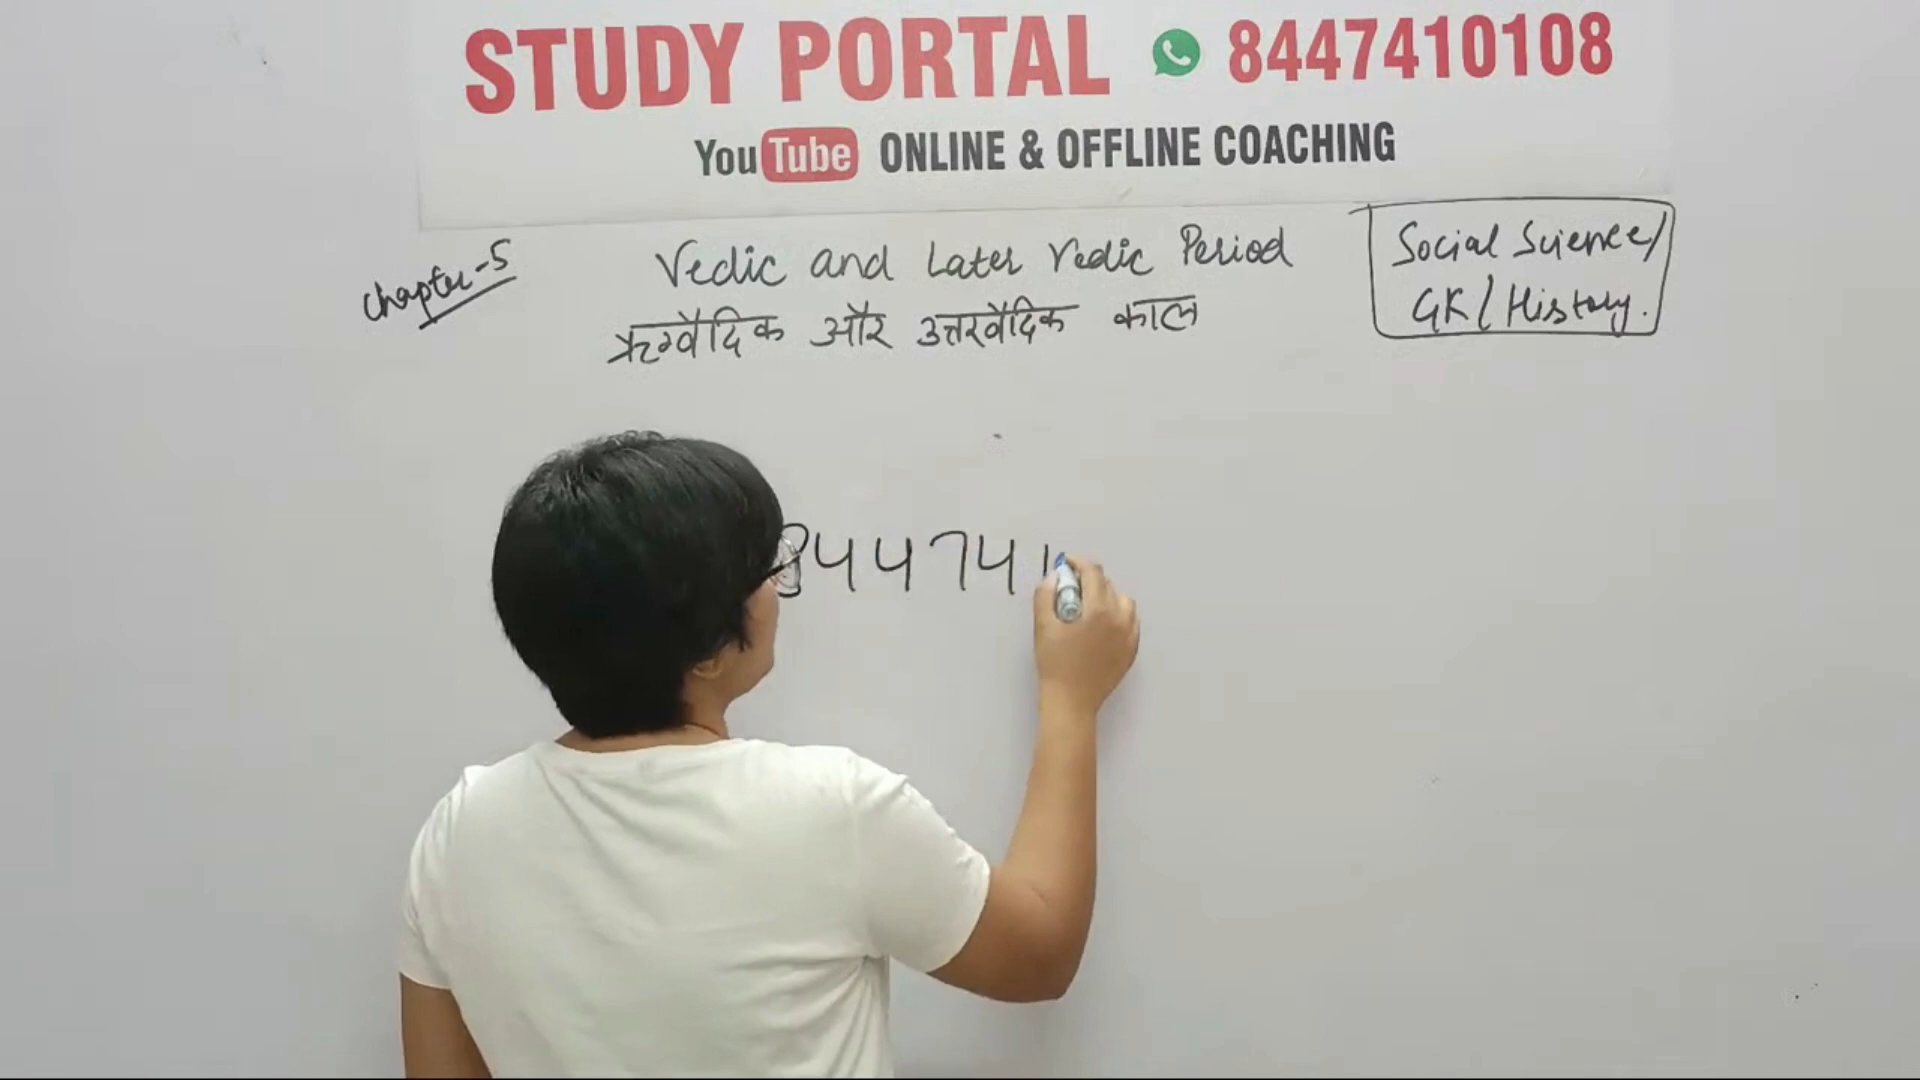 STUDY PORTAL 8447410108
YouTube ONLINE & OFFLINE COACHING
Chapter-5
Vedic and Later Vedic Period
ऋग्वैदिक और उत्तरवैदिक काल
Social Science/
GK/History.
844741